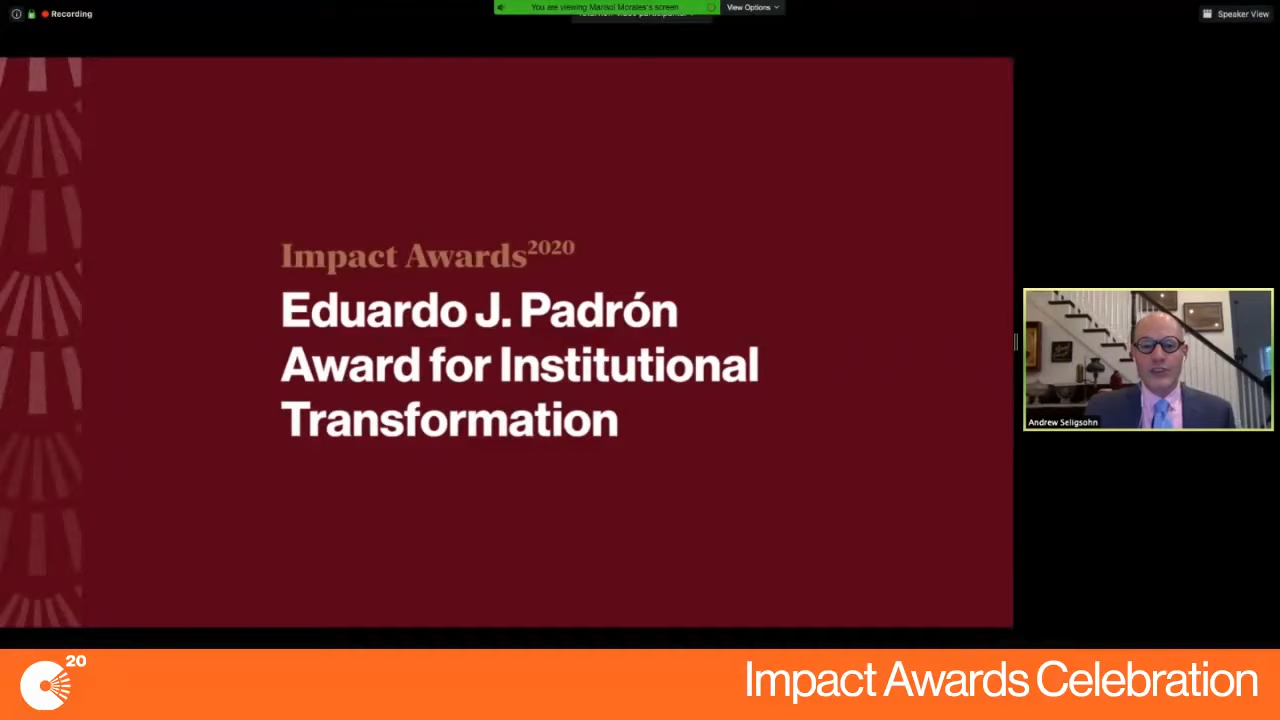 Recording
You are viewing Marisol Morales's screen
View Options
Speaker View
Impact Awards2020
Eduardo J. Padrón
Award for Institutional
Transformation
Andrew Seligsohn
20
Impact Awards Celebration